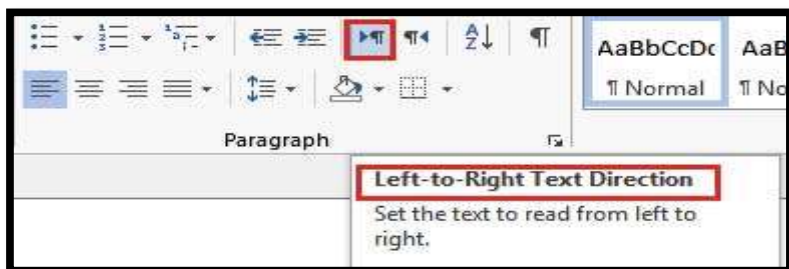 AaBbCcDc AaB
¶ Normal ¶ No
Paragraph
Left-to-Right Text Direction
Set the text to read from left to
right.